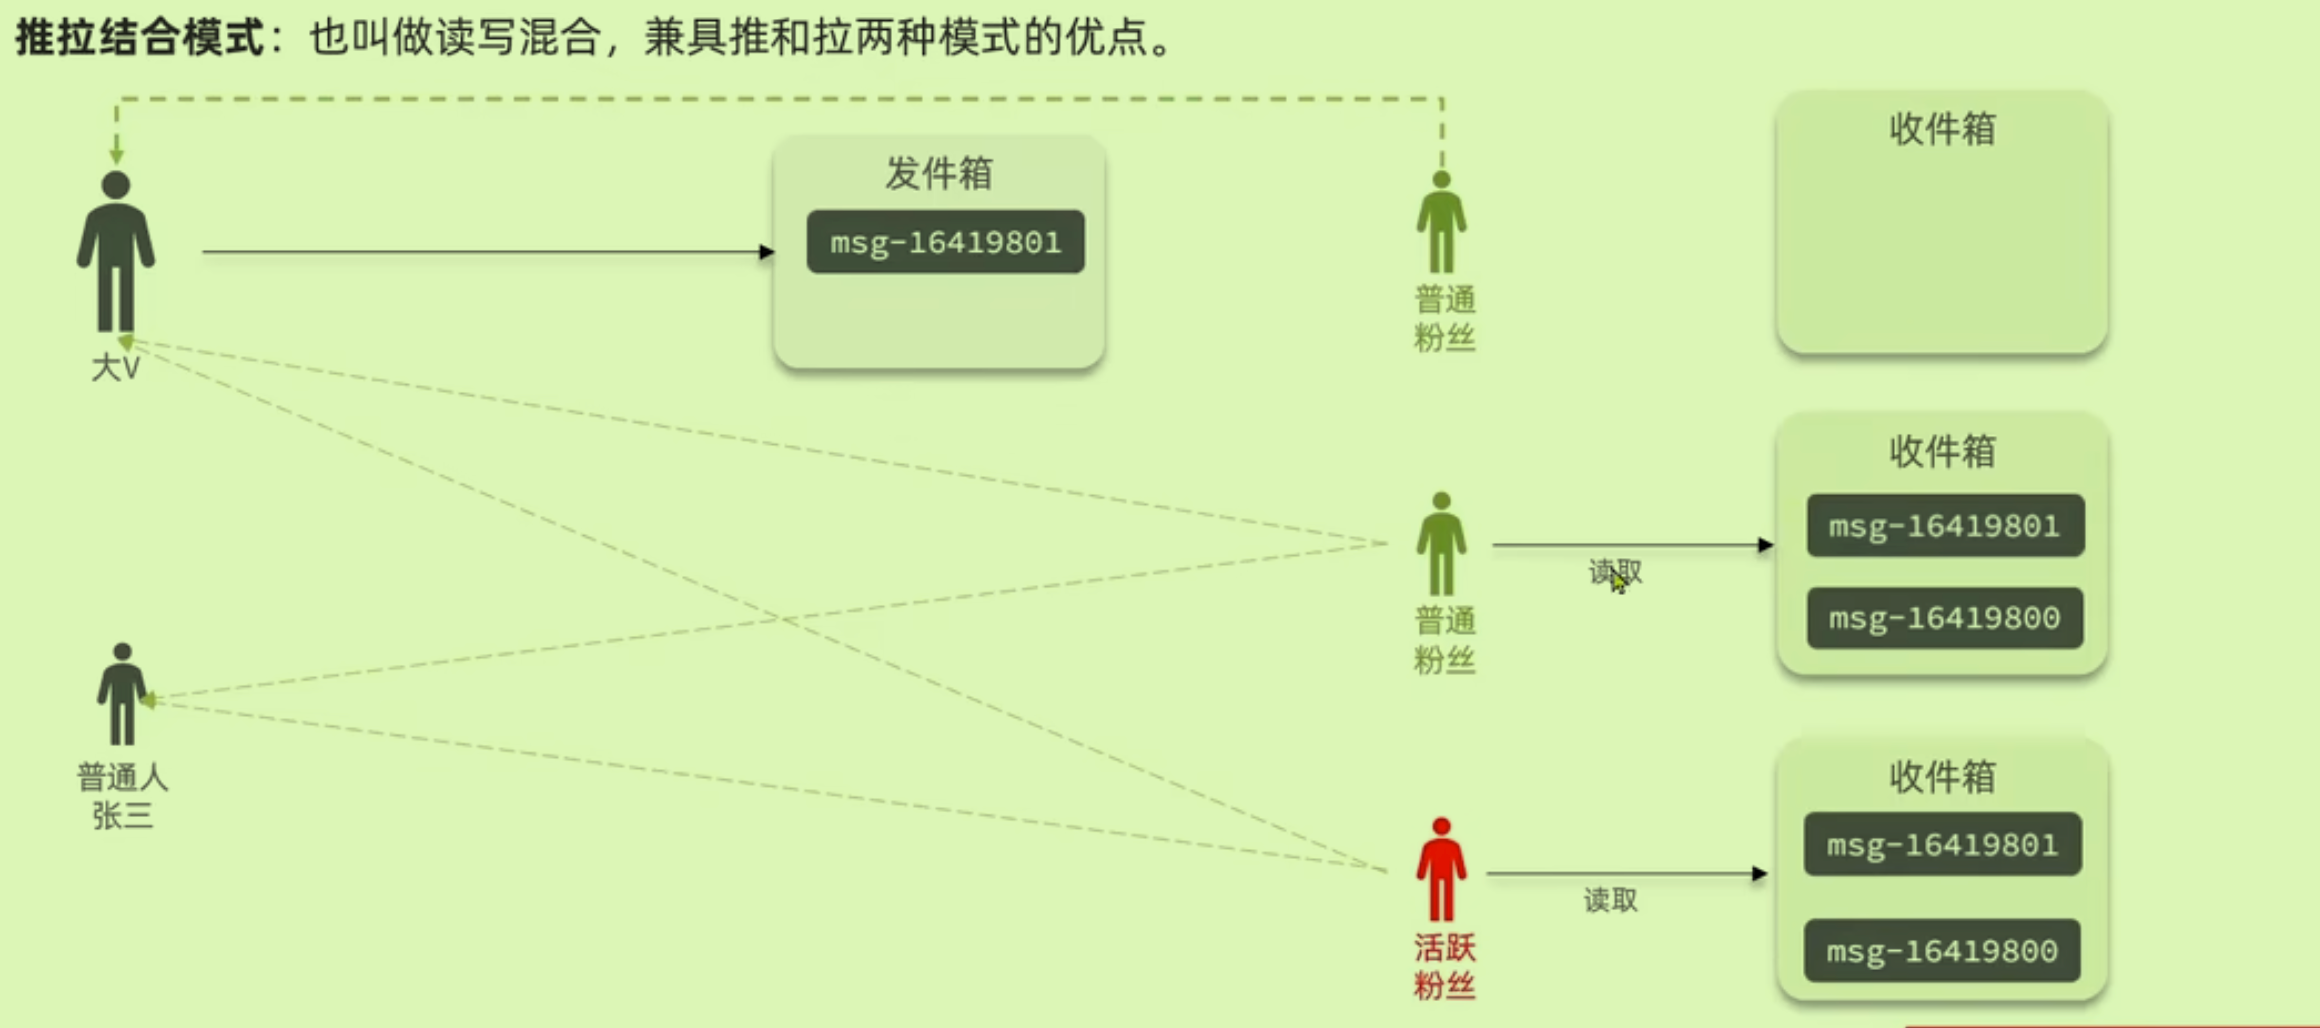 推拉结合模式：也叫做读写混合，兼具推和拉两种模式的优点。
发件箱
msg-16419801
大V
普通
粉丝
收件箱
普通
粉丝
读取
收件箱
msg-16419801
msg-16419800
普通人
张三
活跃
粉丝
读取
收件箱
msg-16419801
msg-16419800